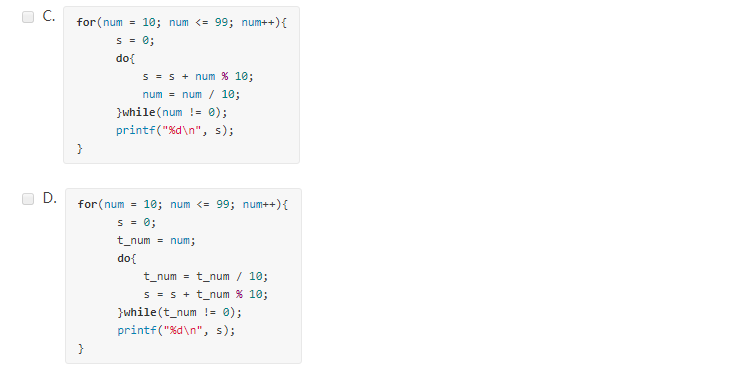 C.
for(num = 10; num <= 99; num++){
s = 0;
do{
s = s + num % 10;
num = num / 10;
}while(num != 0);
printf("%d\n", s);
}
D.
for(num = 10; num <= 99; num++){
s = 0;
t_num = num;
do{
t_num = t_num / 10;
s = s + t_num % 10;
}while(t_num != 0);
printf("%d\n", s);
}